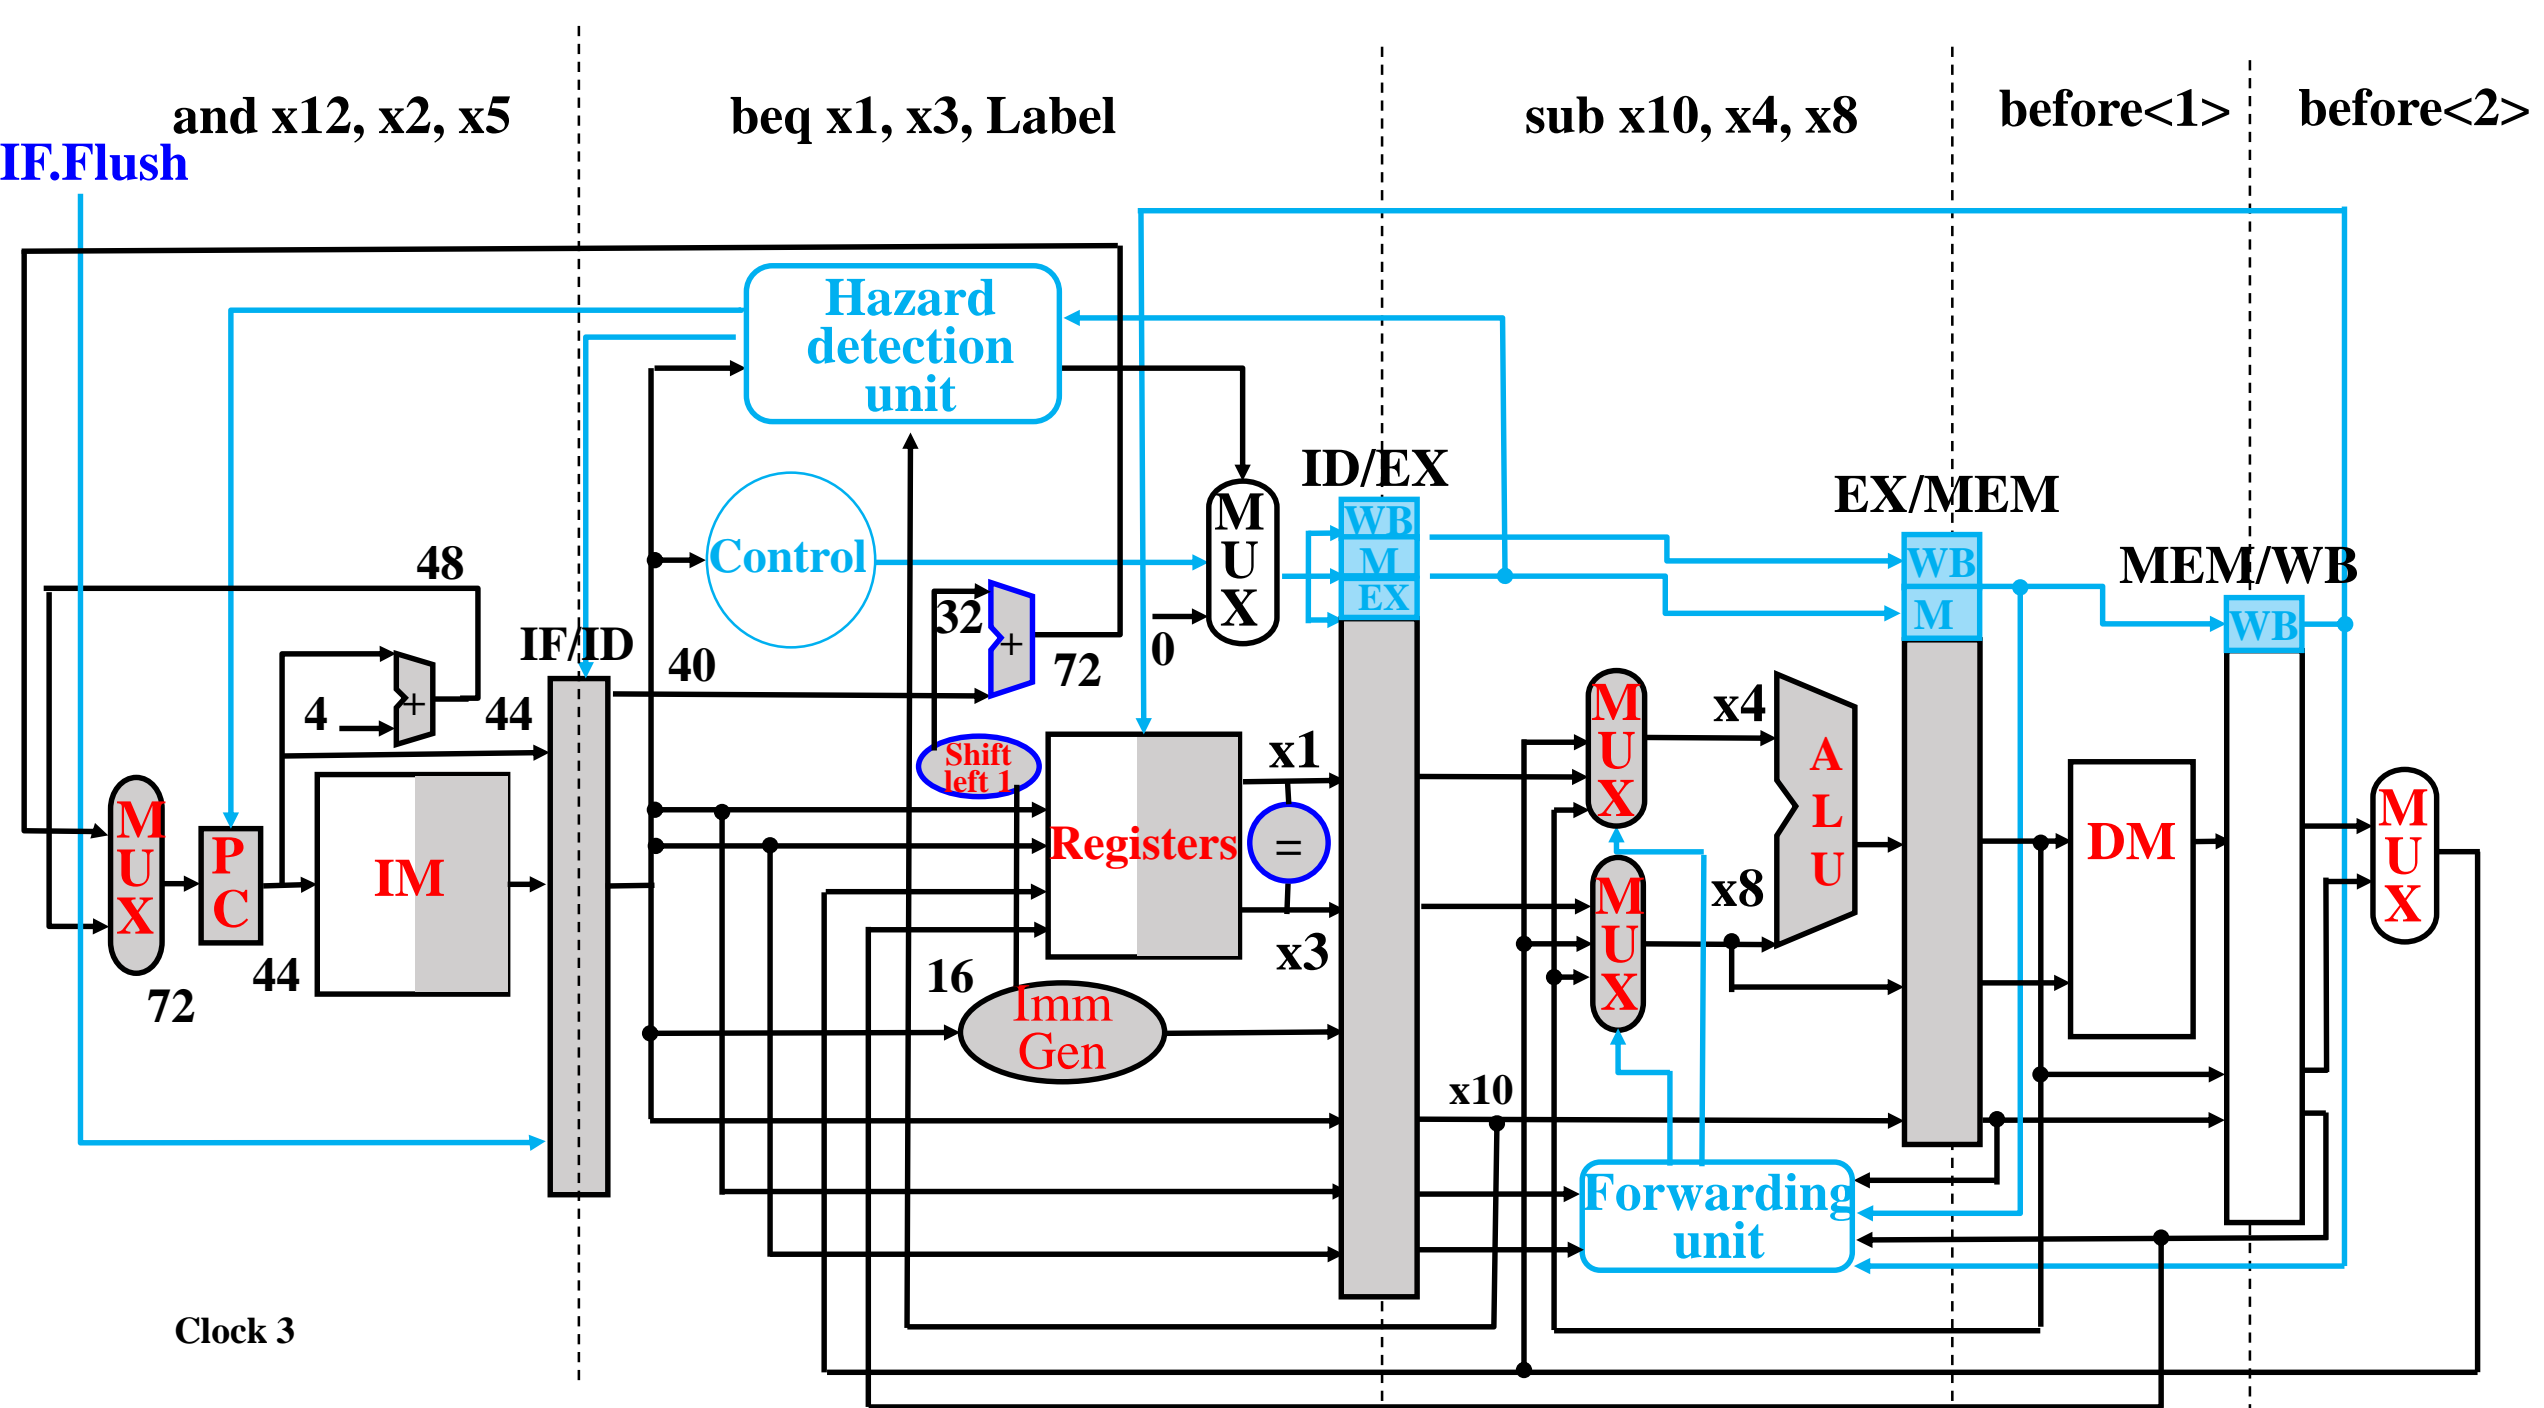 and x12, x2, x5
beq x1, x3, Label
sub x10, x4, x8
before<1>
before<2>
IF.Flush
Hazard
detection
unit
Control
M
U
X
0
ID/EX
WB
M
EX
EX/MEM
WB
M
MEM/WB
WB
48
IF/ID
40
32
+
72
4
+
44
Shift
left 1
M
U
X
72
P
C
44
IM
Registers
x1
=
x3
16
Imm
Gen
M
U
X
x4
M
U
X
x8
A
L
U
DM
M
U
X
x10
Forwarding
unit
Clock 3